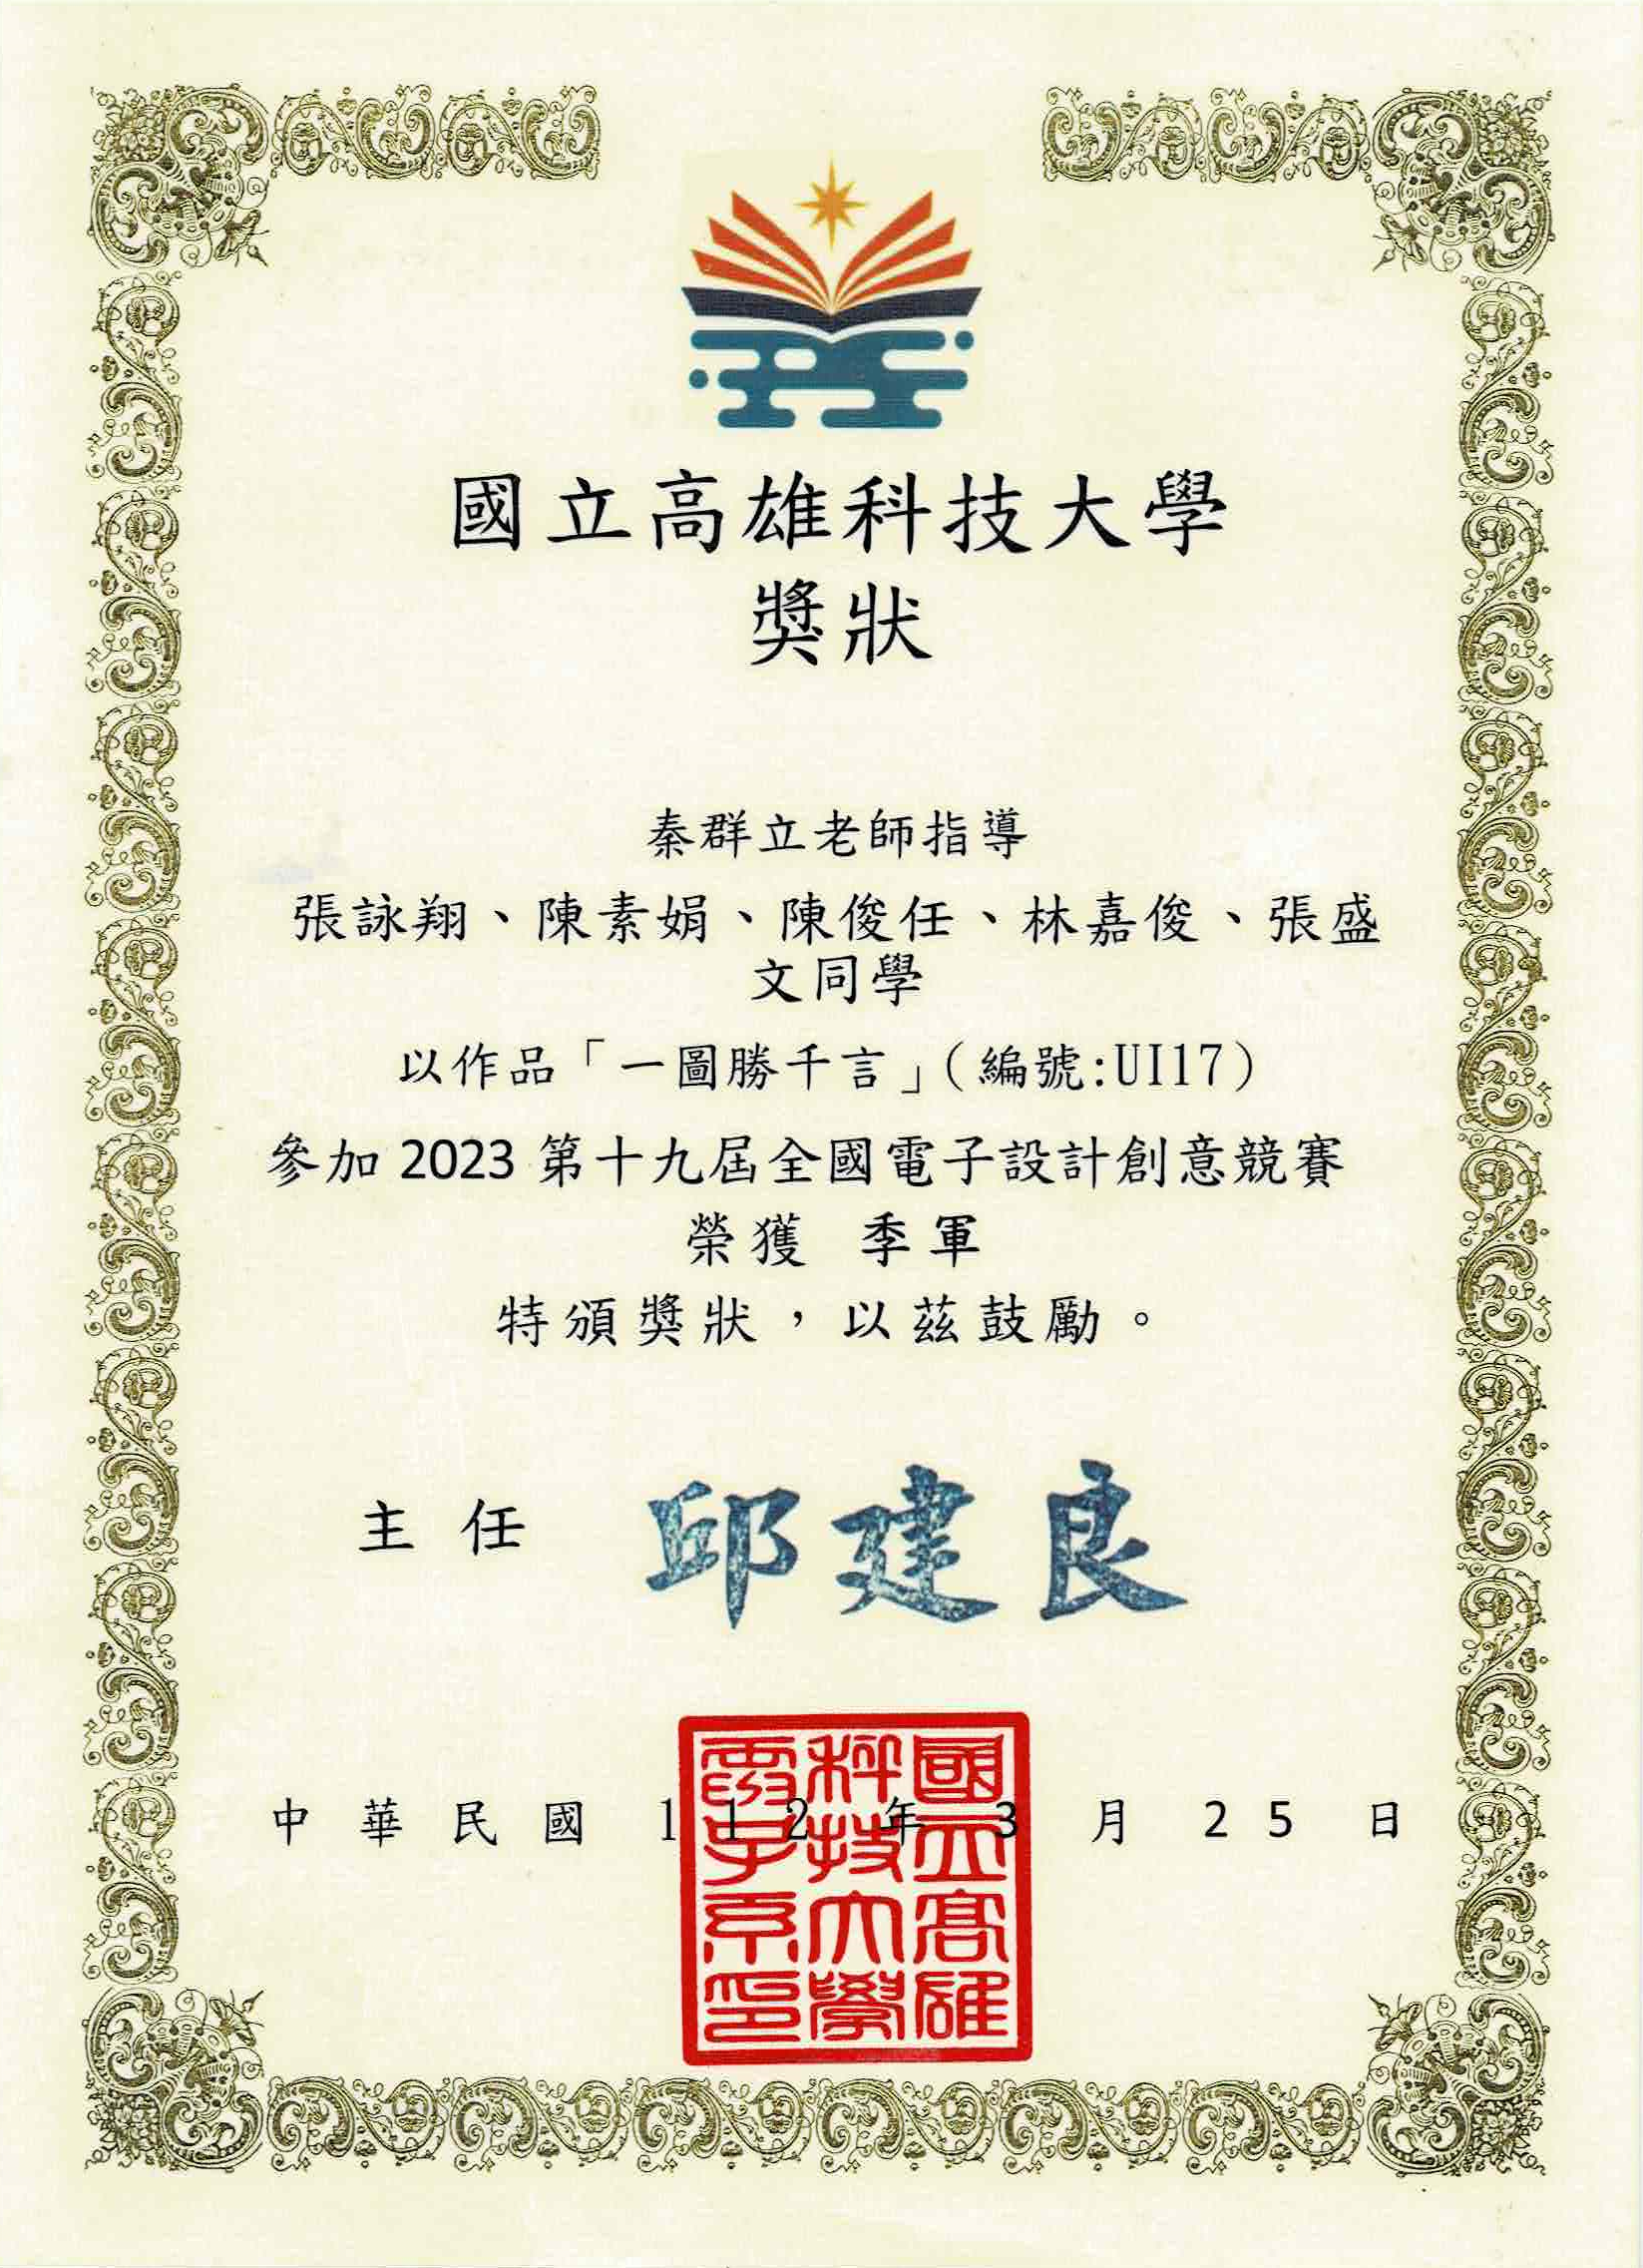 國立高雄科技大學
獎狀
秦群立老師指導
張詠翔、陳素娟、陳俊任、林嘉俊、張盛
文同學
以作品「一圖勝千言」(編號:UI17)
參加 2023 第十九屆全國電子設計創意競賽
榮獲 季軍
特頒獎狀,以茲鼓勵。
主任 邱建良
中華民國 112 年 3 月 25 日
國立高雄
科技大學
電子系印